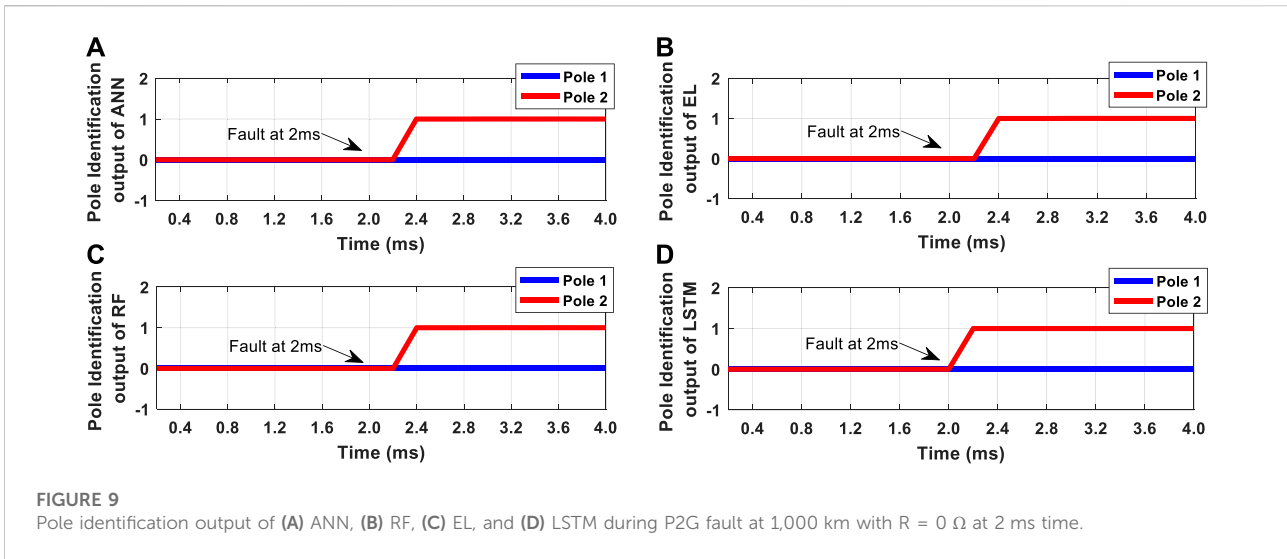 A
Pole Identification
output of ANN
2
1
0
-1
Pole 1
Pole 2
Fault at 2ms
0.4 0.8 1.2 1.6 2.0 2.4 2.8 3.2 3.6 4.0
Time (ms)
B
Pole Identification
output of EL
2
1
0
-1
Pole 1
Pole 2
Fault at 2ms
0.4 0.8 1.2 1.6 2.0 2.4 2.8 3.2 3.6 4.0
Time (ms)
C
Pole Identification
output of RF
2
1
0
-1
Pole 1
Pole 2
Fault at 2ms
0.4 0.8 1.2 1.6 2.0 2.4 2.8 3.2 3.6 4.0
Time (ms)
D
Pole Identification
output of LSTM
2
1
0
-1
Pole 1
Pole 2
Fault at 2ms
0.4 0.8 1.2 1.6 2.0 2.4 2.8 3.2 3.6 4.0
Time (ms)
FIGURE 9
Pole identification output of (A) ANN, (B) RF, (C) EL, and (D) LSTM during P2G fault at 1,000 km with R = 0 Ω at 2 ms time.